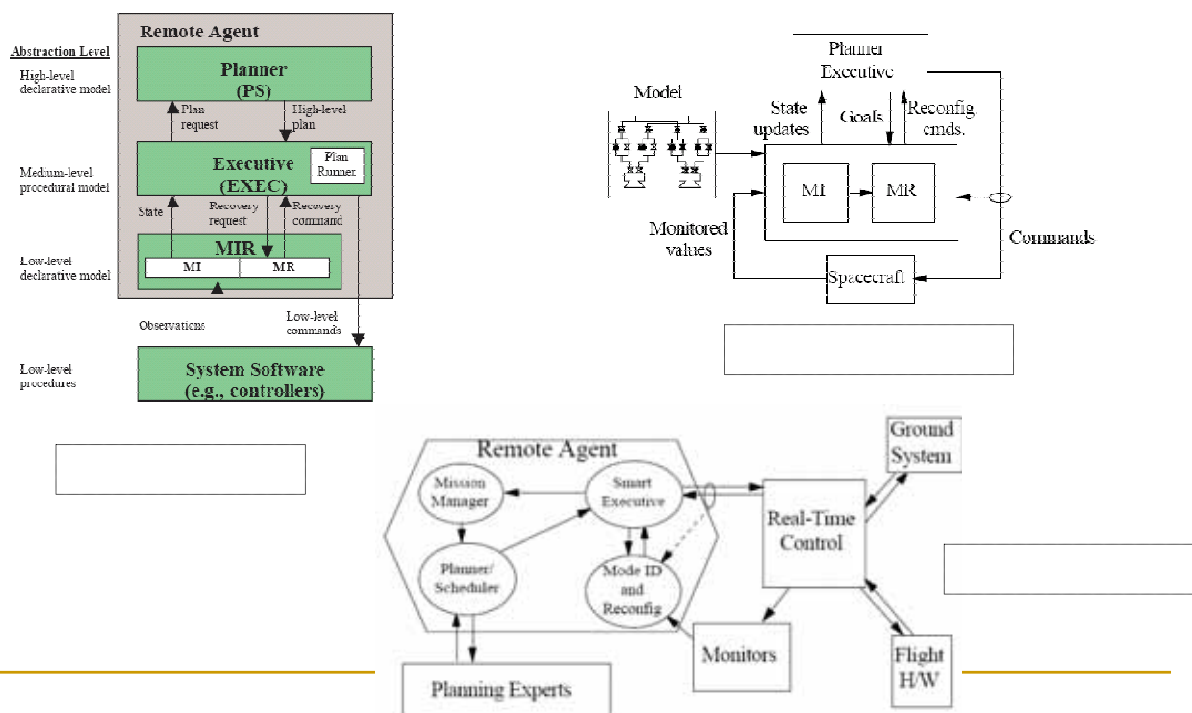 Remote Agent
Abstraction Level
High-level
declarative model
Planner
(PS)
Plan
request
High-level
plan
Medium-level
procedural model
Executive
(EXEC)
Plan
Runner
State
Recovery
request
Recovery
command
Low-level
declarative model
MIR
MI
MR
Observations
Low-level
commands
Low-level
procedures
System Software
(e.g., controllers)
Planner
Executive
Model
State
updates
Goals
Reconfig.
cmds.
MI
MR
Monitored
values
Commands
Spacecraft
Remote Agent
Mission
Manager
Smart
Executive
Planner/
Scheduler
Mode ID
and
Reconfig
Real-Time
Control
Ground
System
Monitors
Flight
H/W
Planning Experts